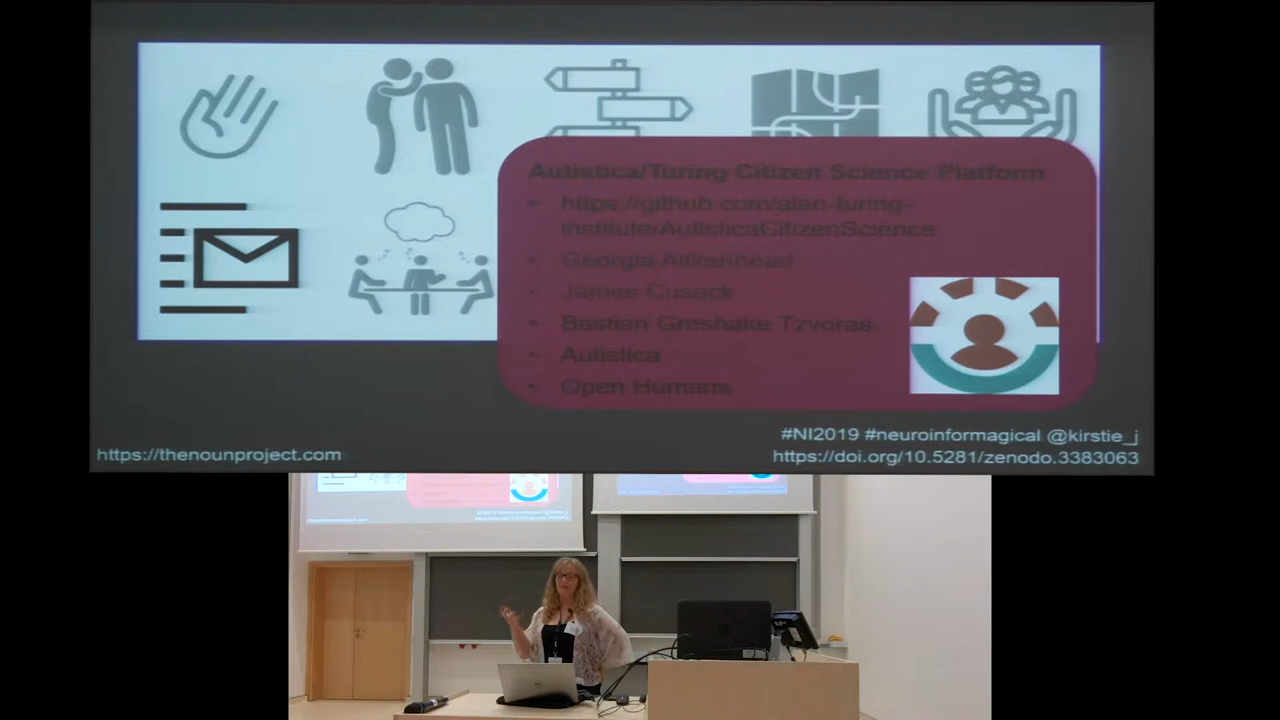 Autistica/Turing Citizen Science Platform
• https://github.com/alan-turing-
institute/AutisticaCitizenScience
• Georgia Aitkenhead
• James Cusack
• Bastian Greshake Tzvoras
• Autistica
• Open Humans
#NI2019 #neuroinformagical @kirstie_j
https://thenounproject.com
https://doi.org/10.5281/zenodo.3383063